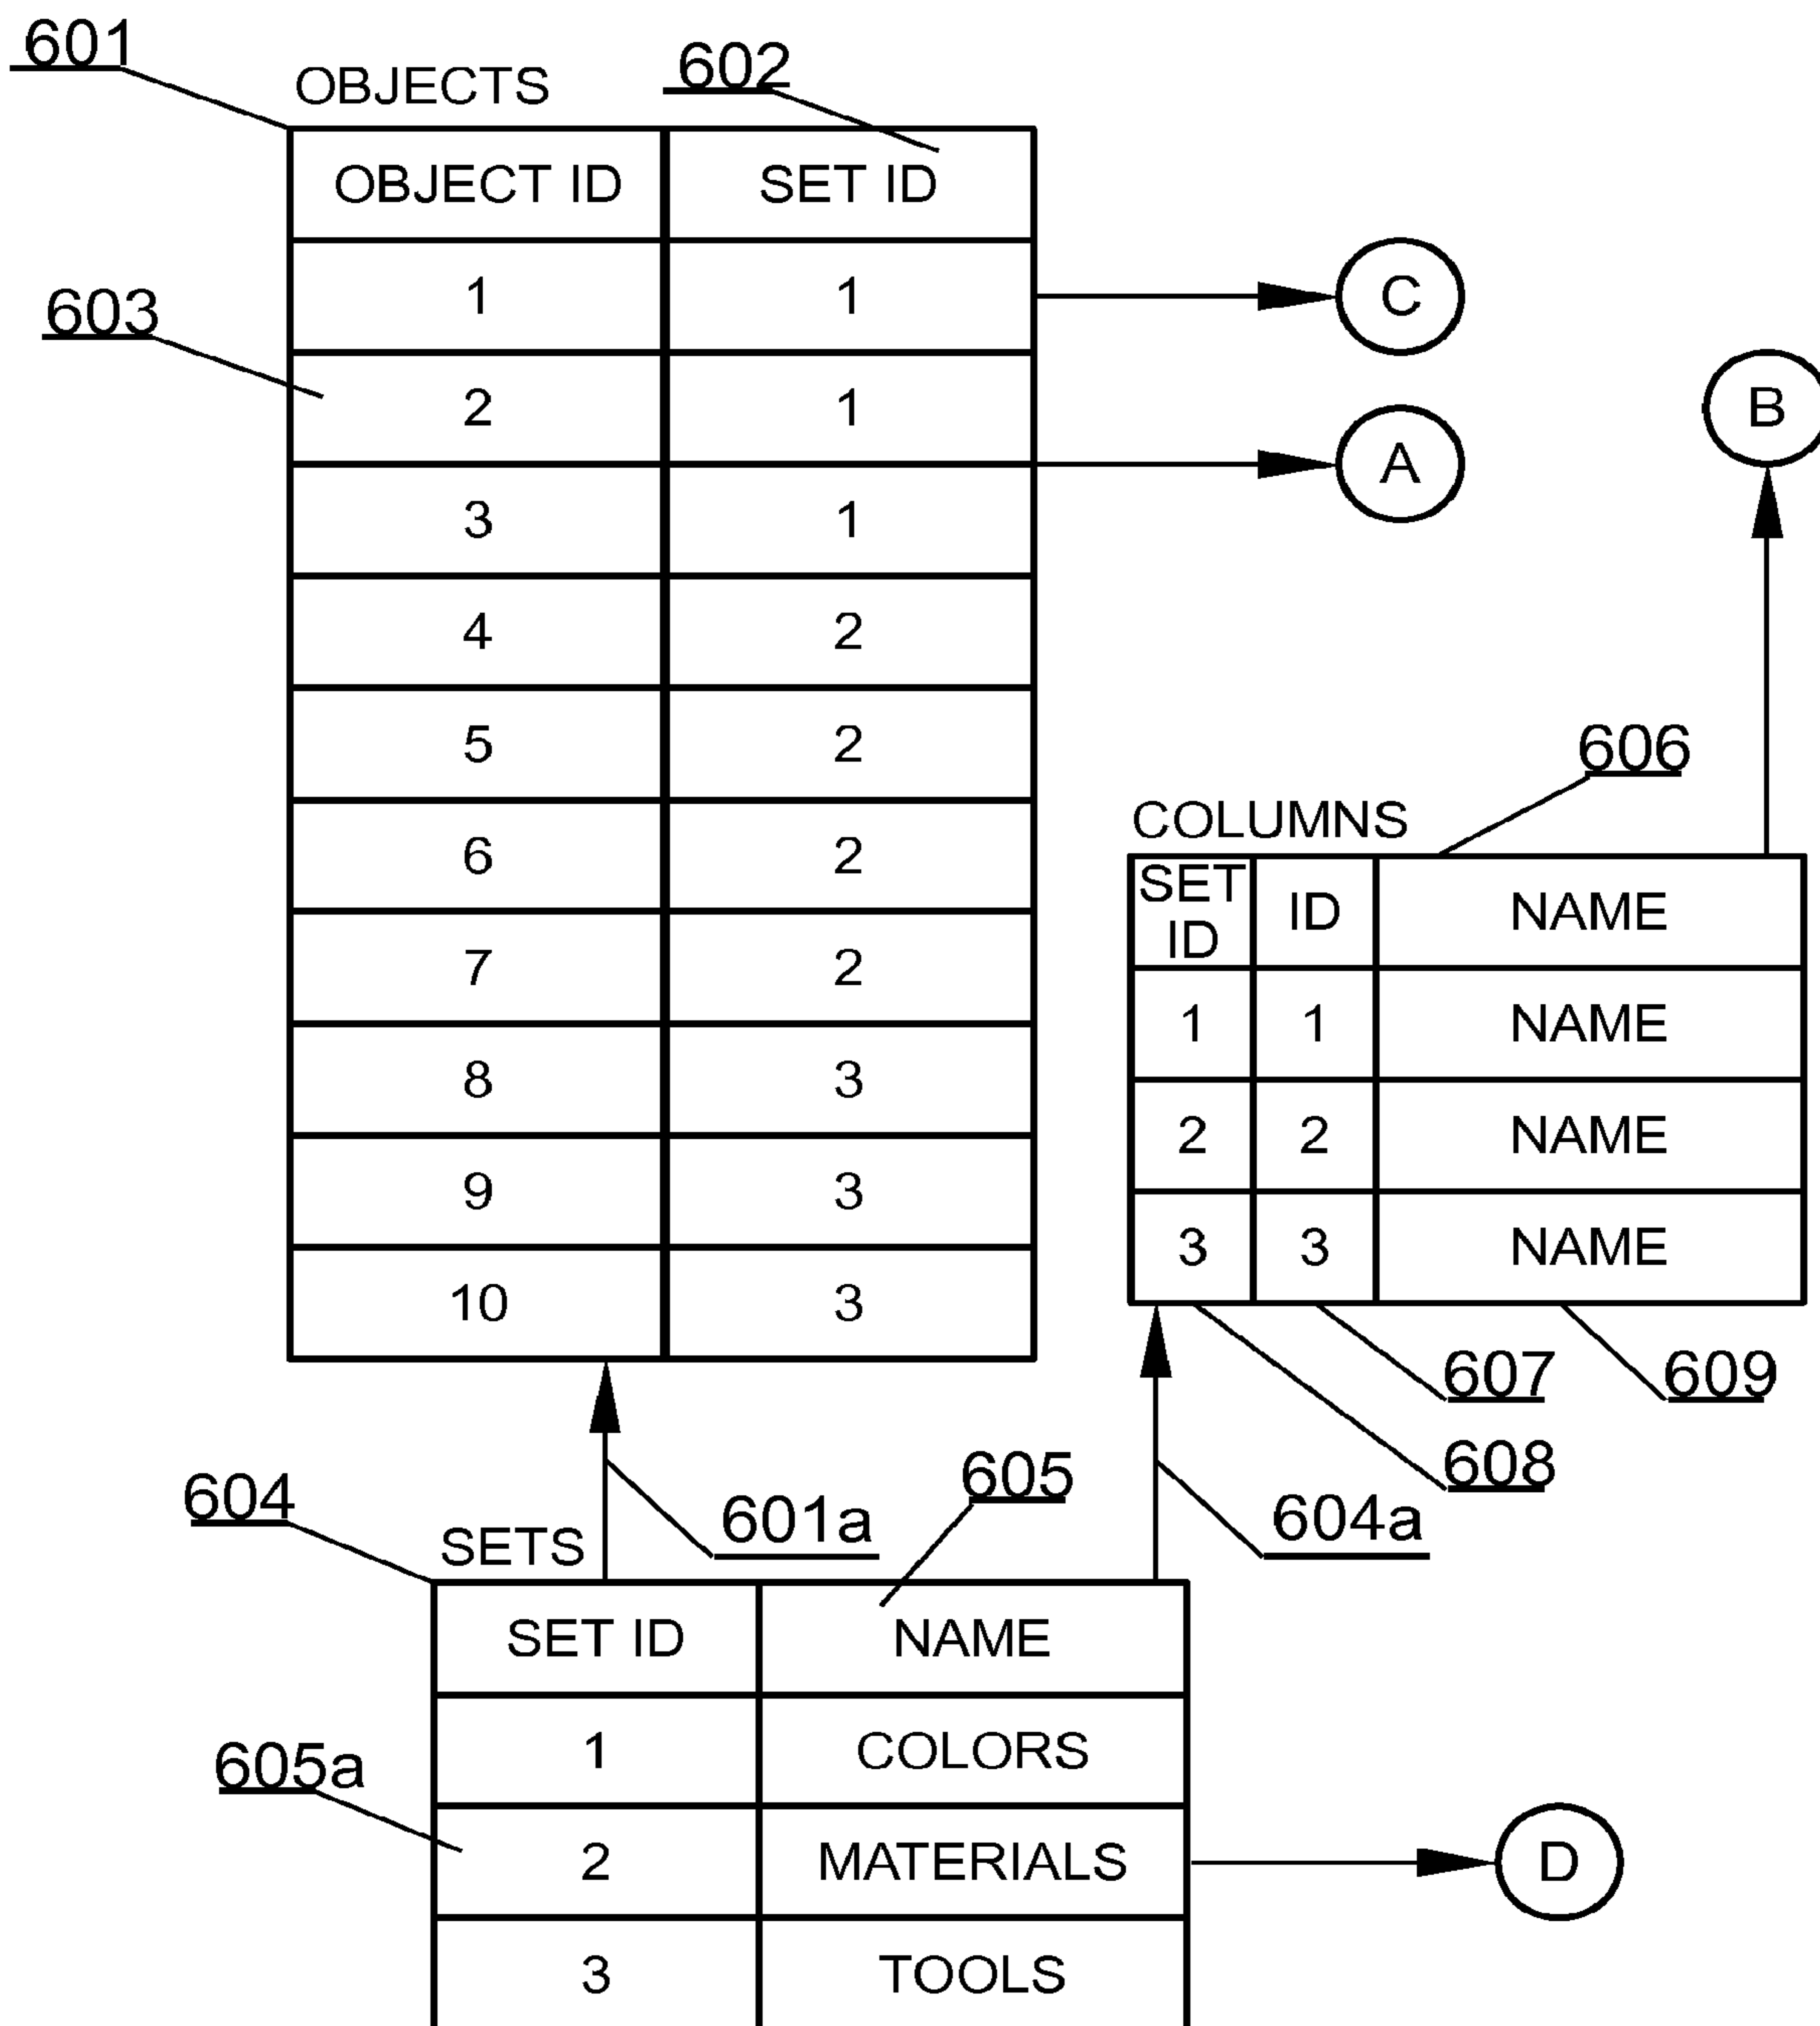 601
OBJECTS
602
OBJECT ID SET ID
1 1
C
603
2 1
B
A
3 1
4 2
5 2
606
6 2
COLUMNS
SET ID ID NAME
7 2
1 1 NAME
8 3
2 2 NAME
9 3
3 3 NAME
10 3
607
609
608
604
SETS
601a
605
604a
SET ID NAME
1 COLORS
605a
2 MATERIALS
D
3 TOOLS